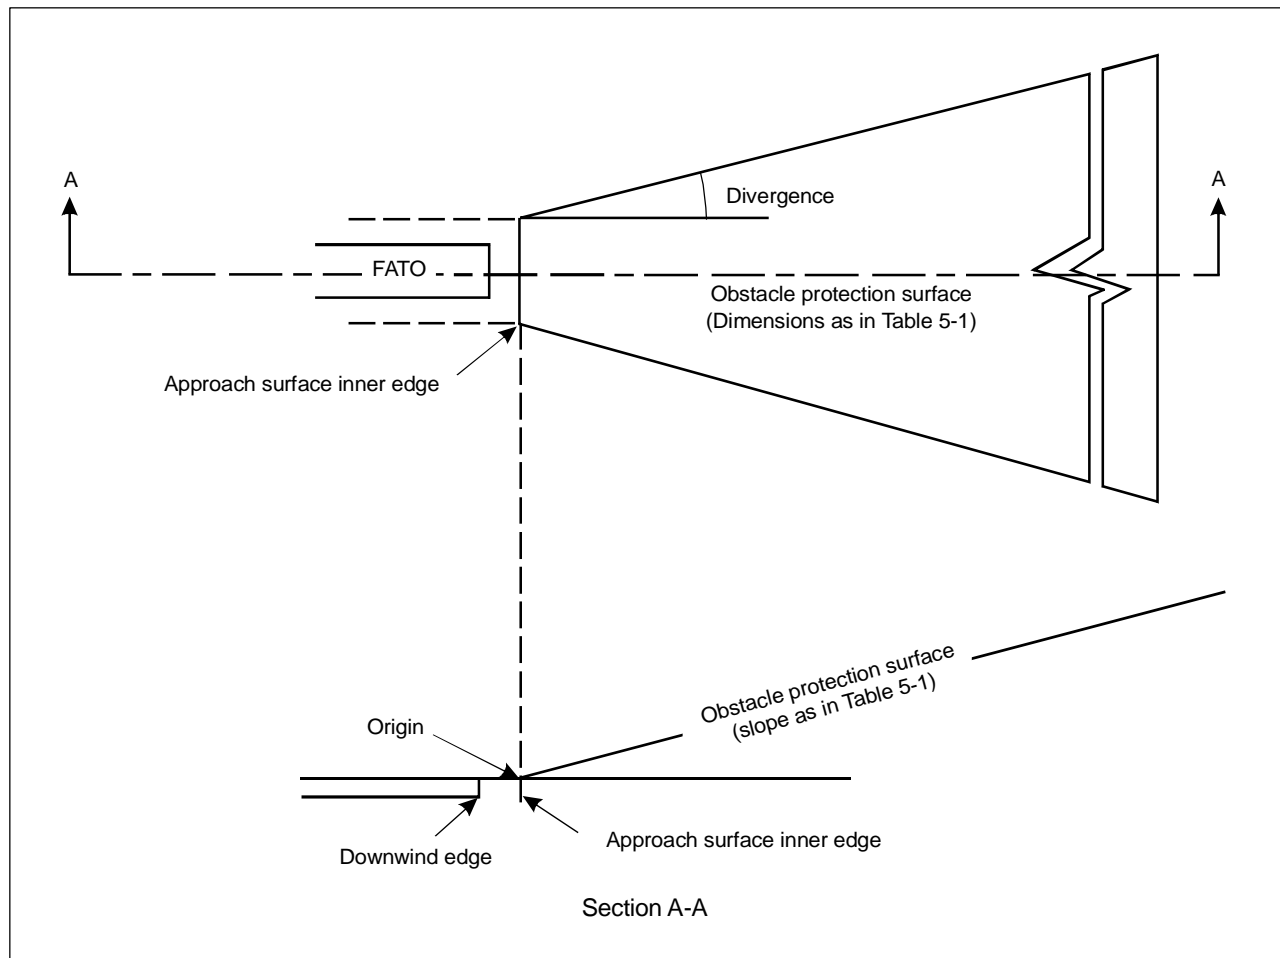 A
A
Divergence
FATO
Obstacle protection surface
(Dimensions as in Table 5-1)
Approach surface inner edge
Obstacle protection surface
(slope as in Table 5-1)
Origin
Approach surface inner edge
Downwind edge
Section A-A